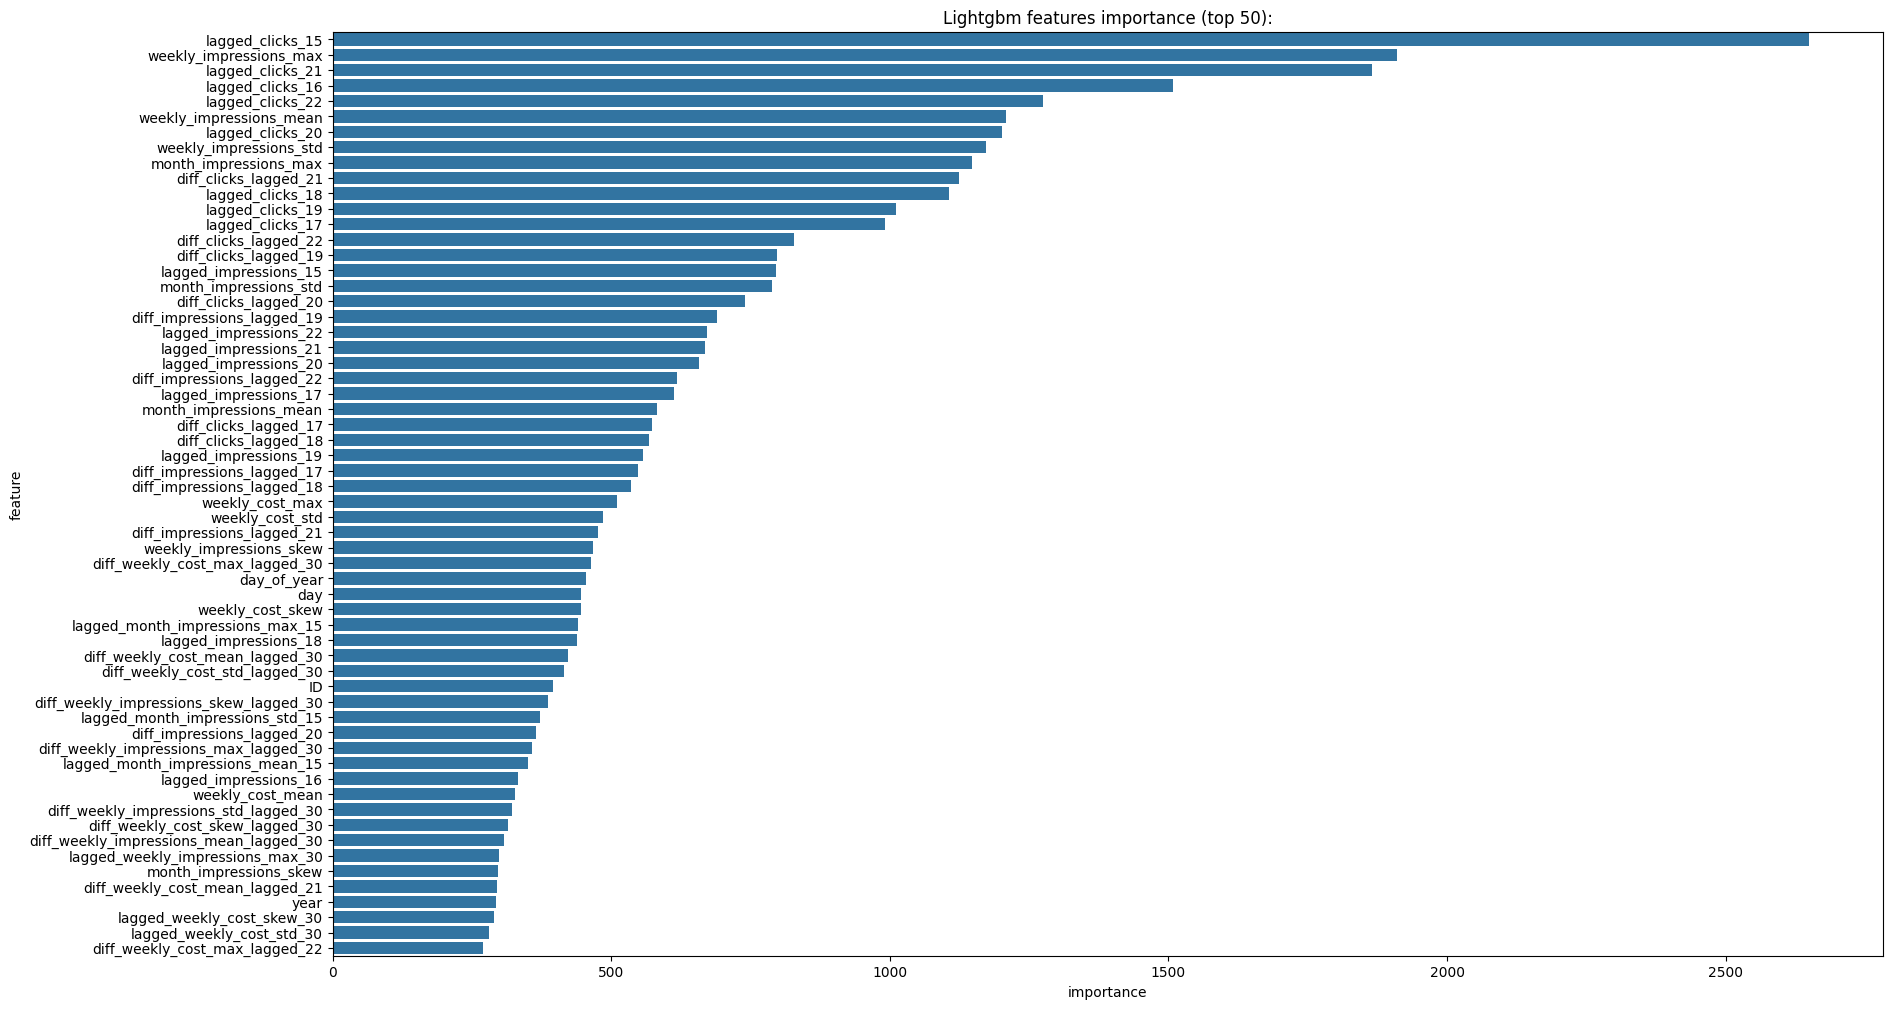 Lightgbm features importance (top 50):
lagged_clicks_15
weekly_impressions_max
lagged_clicks_21
lagged_clicks_16
lagged_clicks_22
weekly_impressions_mean
lagged_clicks_20
weekly_impressions_std
month_impressions_max
diff_clicks_lagged_21
lagged_clicks_18
lagged_clicks_19
lagged_clicks_17
diff_clicks_lagged_22
diff_clicks_lagged_19
lagged_impressions_15
month_impressions_std
diff_clicks_lagged_20
diff_impressions_lagged_19
lagged_impressions_22
lagged_impressions_21
lagged_impressions_20
diff_impressions_lagged_22
lagged_impressions_17
month_impressions_mean
diff_clicks_lagged_17
diff_clicks_lagged_18
lagged_impressions_19
diff_impressions_lagged_17
diff_impressions_lagged_18
weekly_cost_max
weekly_cost_std
diff_impressions_lagged_21
weekly_impressions_skew
diff_weekly_cost_max_lagged_30
day_of_year
day
weekly_cost_skew
lagged_month_impressions_max_15
lagged_impressions_18
diff_weekly_cost_mean_lagged_30
diff_weekly_cost_std_lagged_30
ID
diff_weekly_impressions_skew_lagged_30
lagged_month_impressions_std_15
diff_impressions_lagged_20
diff_weekly_impressions_max_lagged_30
lagged_month_impressions_mean_15
lagged_impressions_16
weekly_cost_mean
diff_weekly_impressions_std_lagged_30
diff_weekly_cost_skew_lagged_30
diff_weekly_impressions_mean_lagged_30
lagged_weekly_impressions_max_30
month_impressions_skew
diff_weekly_cost_mean_lagged_21
year
lagged_weekly_cost_skew_30
lagged_weekly_cost_std_30
diff_weekly_cost_max_lagged_22
feature
0 500 1000 1500 2000 2500
importance